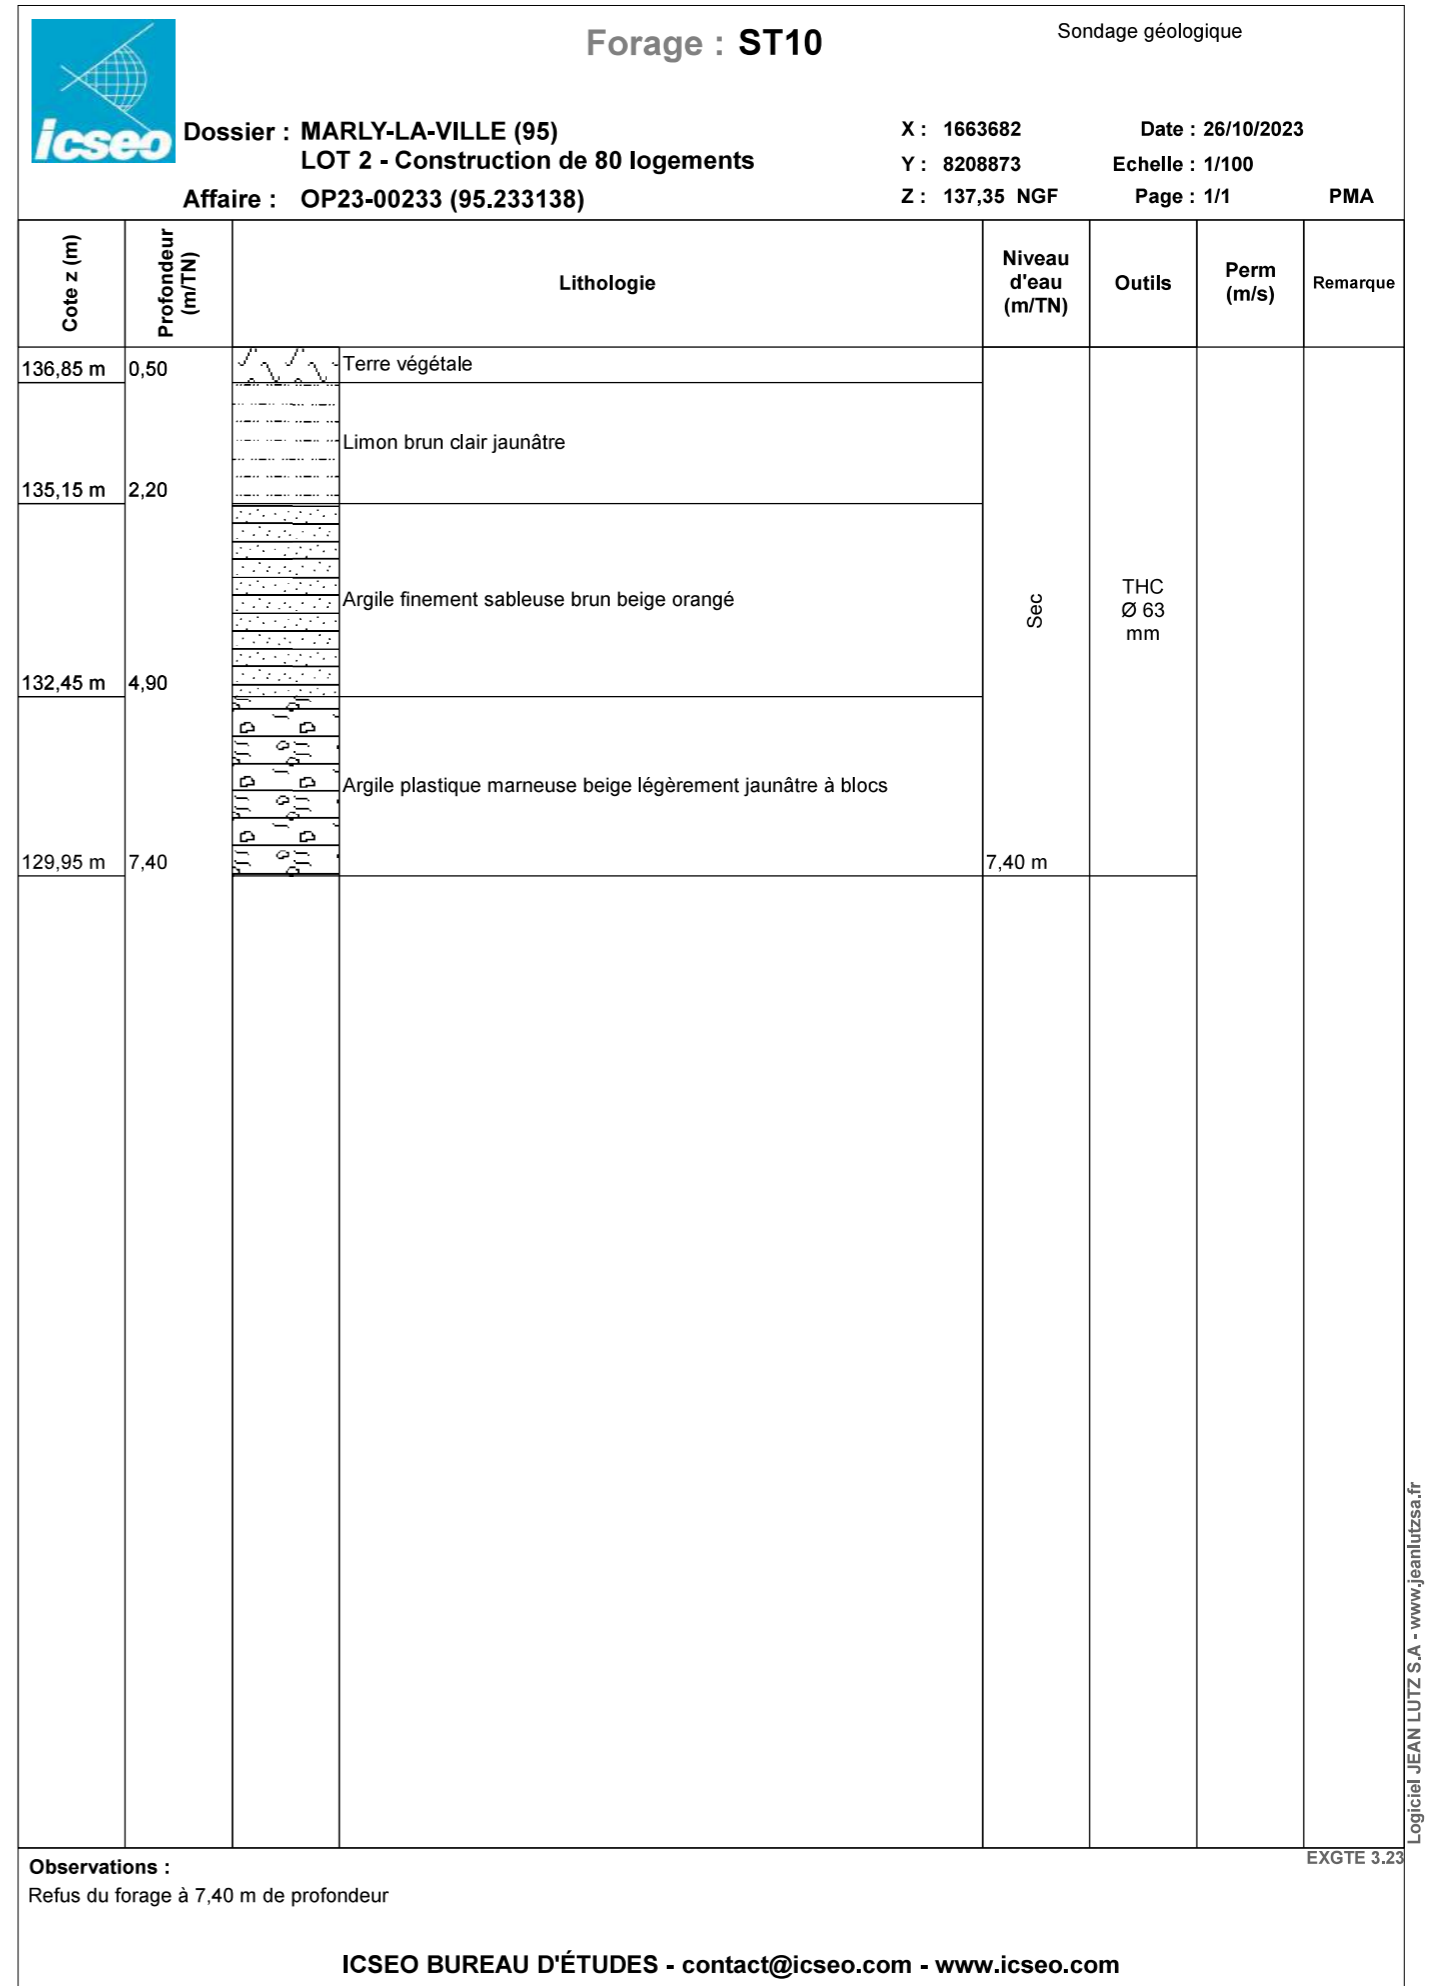 icseo
Forage : ST10
Sondage géologique
Dossier : MARLY-LA-VILLE (95)
LOT 2 - Construction de 80 logements
Affaire : OP23-00233 (95.233138)
X : 1663682
Y : 8208873
Z : 137,35 NGF
Date : 26/10/2023
Echelle : 1/100
Page : 1/1
PMA
Cote z (m)
Profondeur
(m/TN)
Lithologie
Niveau
d'eau
(m/TN)
Outils
Perm
(m/s)
Remarque
136,85 m
0,50
Terre végétale
Limon brun clair jaunâtre
135,15 m
2,20
Argile finement sableuse brun beige orangé
Sec
THC
Ø 63
mm
132,45 m
4,90
Argile plastique marneuse beige légèrement jaunâtre à blocs
129,95 m
7,40
7,40 m
Logiciel JEAN LUTZ S.A - www.jeanlutzsa.fr
EXGTE 3.23
Observations :
Refus du forage à 7,40 m de profondeur
ICSEO BUREAU D'ÉTUDES - contact@icseo.com - www.icseo.com